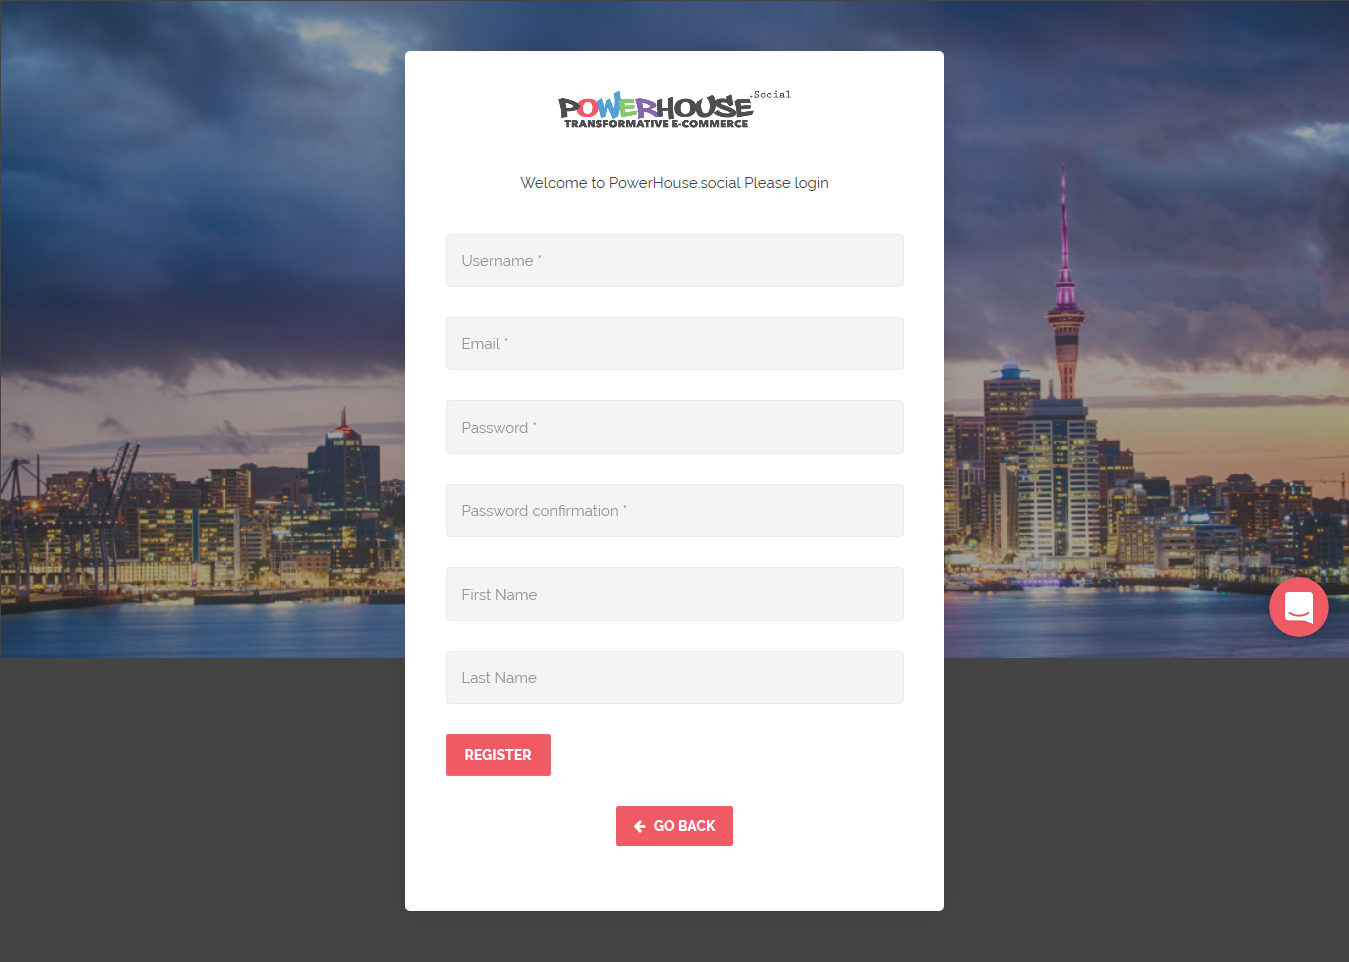 POWERHOUSE.Social
TRANSFORMATIVE E-COMMERCE
Welcome to PowerHouse.social Please login
Username *
Email *
Password *
Password confirmation *
First Name
Last Name
REGISTER
GO BACK